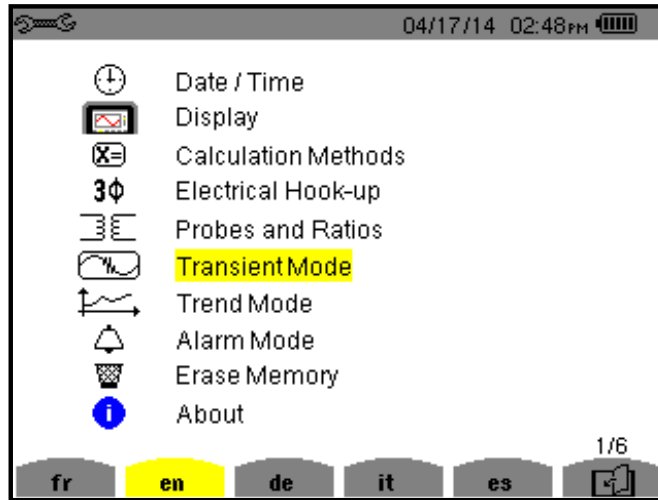 04/17/14 02:48PM
Date / Time
Display
X= Calculation Methods
3Φ Electrical Hook-up
Probes and Ratios
Transient Mode
Trend Mode
Alarm Mode
Erase Memory
i About
1/6
fr en de it es